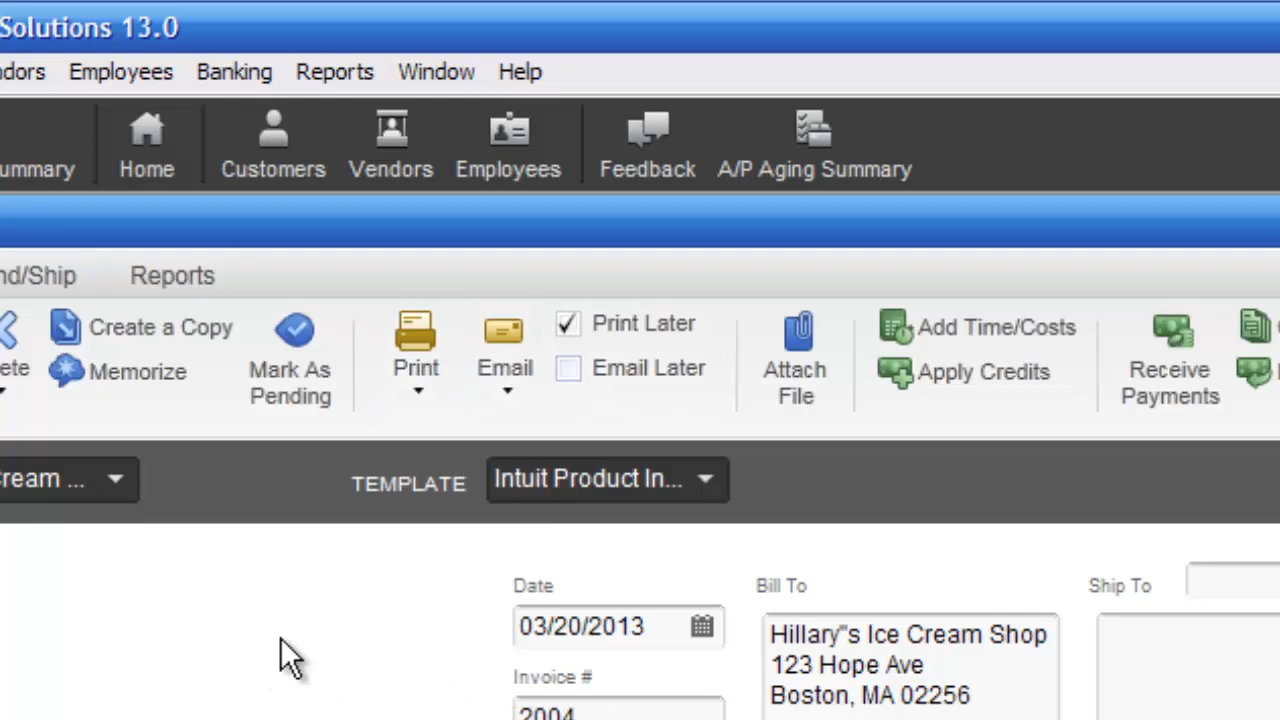 Solutions 13.0
dors Employees Banking Reports Window Help
ummary Home Customers Vendors Employees Feedback A/P Aging Summary
nd/Ship Reports
ete Create a Copy Memorize Mark As Pending Print Email Print Later Email Later Attach File Add Time/Costs Apply Credits Receive Payments
Cream ... TEMPLATE Intuit Product In...
Date Bill To Ship To
03/20/2013 Hillary"s Ice Cream Shop
123 Hope Ave
Invoice # Boston, MA 02256
2004